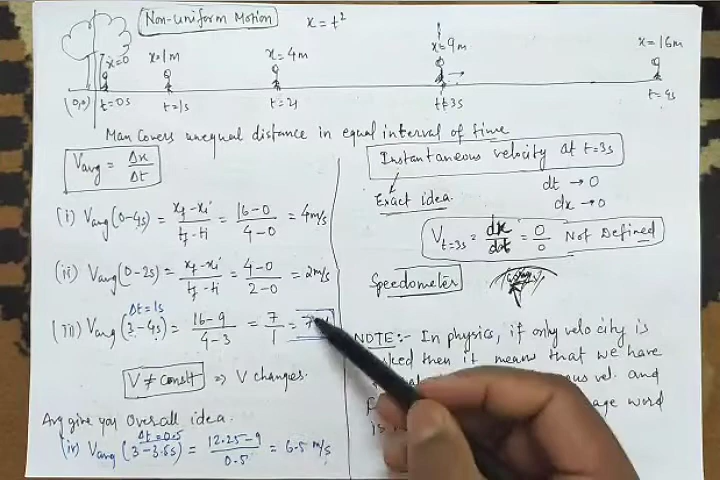 Non-uniform Motion x = t²
x=0 x=1m x=4m x=9m x=16m
(0,0) t=0s t=1s t=2s t=3s t=4s
Man Covers unequal distance in equal interval of time
Vavg = Δx/Δt
(i) Vavg(0-4s) = xf-xi/tf-ti = 16-0/4-0 = 4m/s
(ii) Vavg(0-2s) = xf-xi/tf-ti = 4-0/2-0 = 2m/s
Δt=1s
(iii) Vavg(3-4s) = 16-9/4-3 = 7/1 = 7
V ≠ const ⇒ V changes.
Avg give you Overall idea.
Δt=0.5
(iv) Vavg(3-3.5s) = 12.25-9/0.5 = 6.5 m/s
Instantaneous velocity at t=3s
Exact idea.
dt → 0
dx → 0
Vt=3s = dx/dt = 0/0 Not Defined
Speedometer
NOTE:- In physics, if only velocity is
then it means that we have
vel. and
word
is